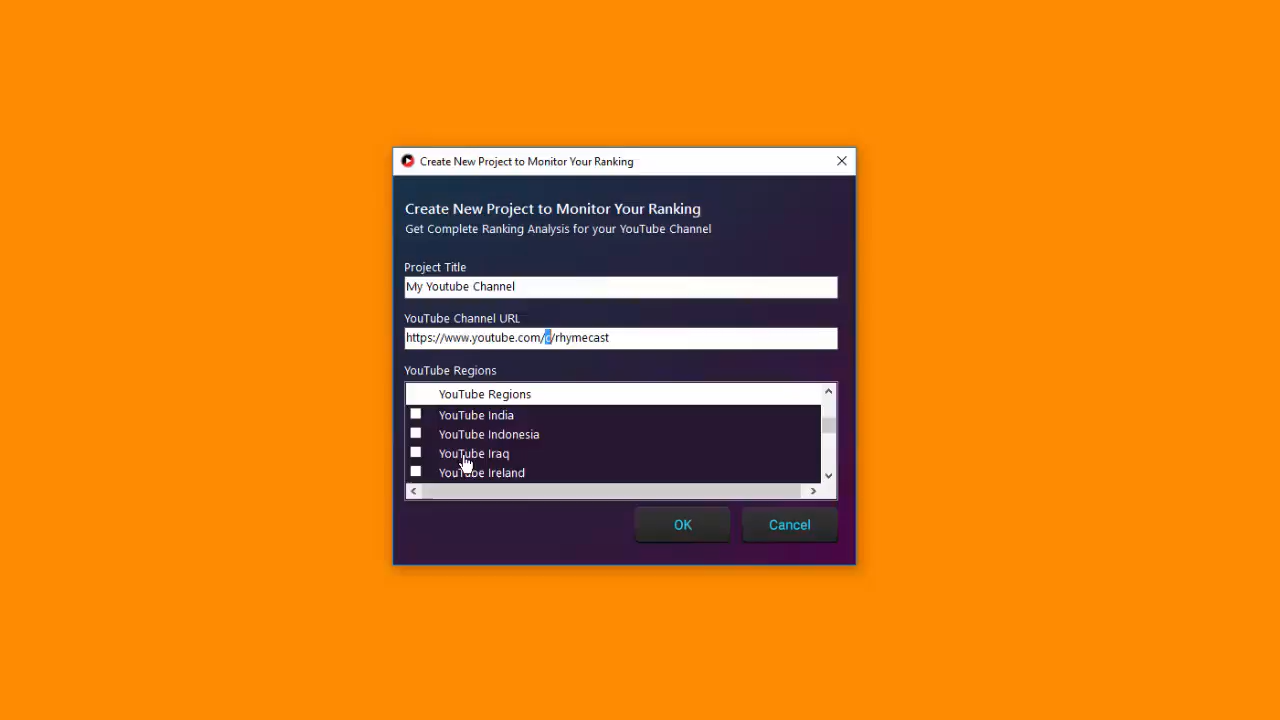 Create New Project to Monitor Your Ranking
Create New Project to Monitor Your Ranking
Get Complete Ranking Analysis for your YouTube Channel
Project Title
My Youtube Channel
YouTube Channel URL
https://www.youtube.com/c/rhymecast
YouTube Regions
YouTube Regions
YouTube India
YouTube Indonesia
YouTube Iraq
YouTube Ireland
OK Cancel